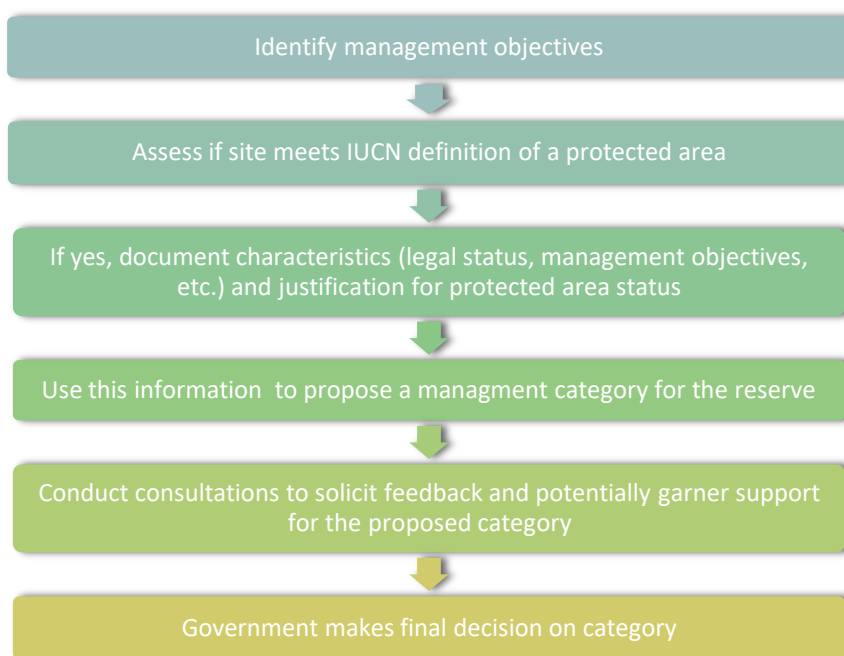 Identify management objectives
Assess if site meets IUCN definition of a protected area
If yes, document characteristics (legal status, management objectives,
etc.) and justification for protected area status
Use this information  to propose a managment category for the reserve
Conduct consultations to solicit feedback and potentially garner support
for the proposed category
Government makes final decision on category